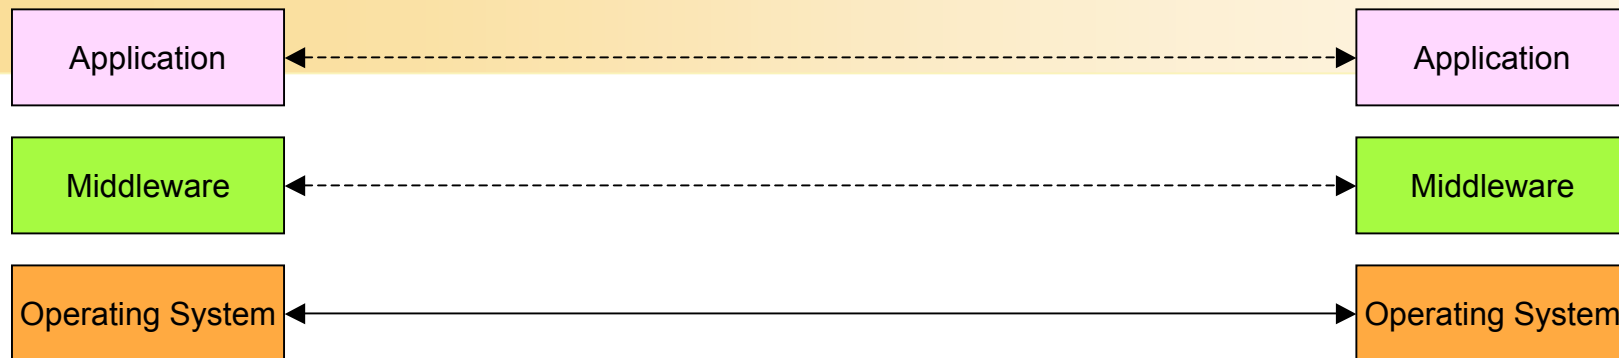 Application Application
Middleware Middleware
Operating System Operating System